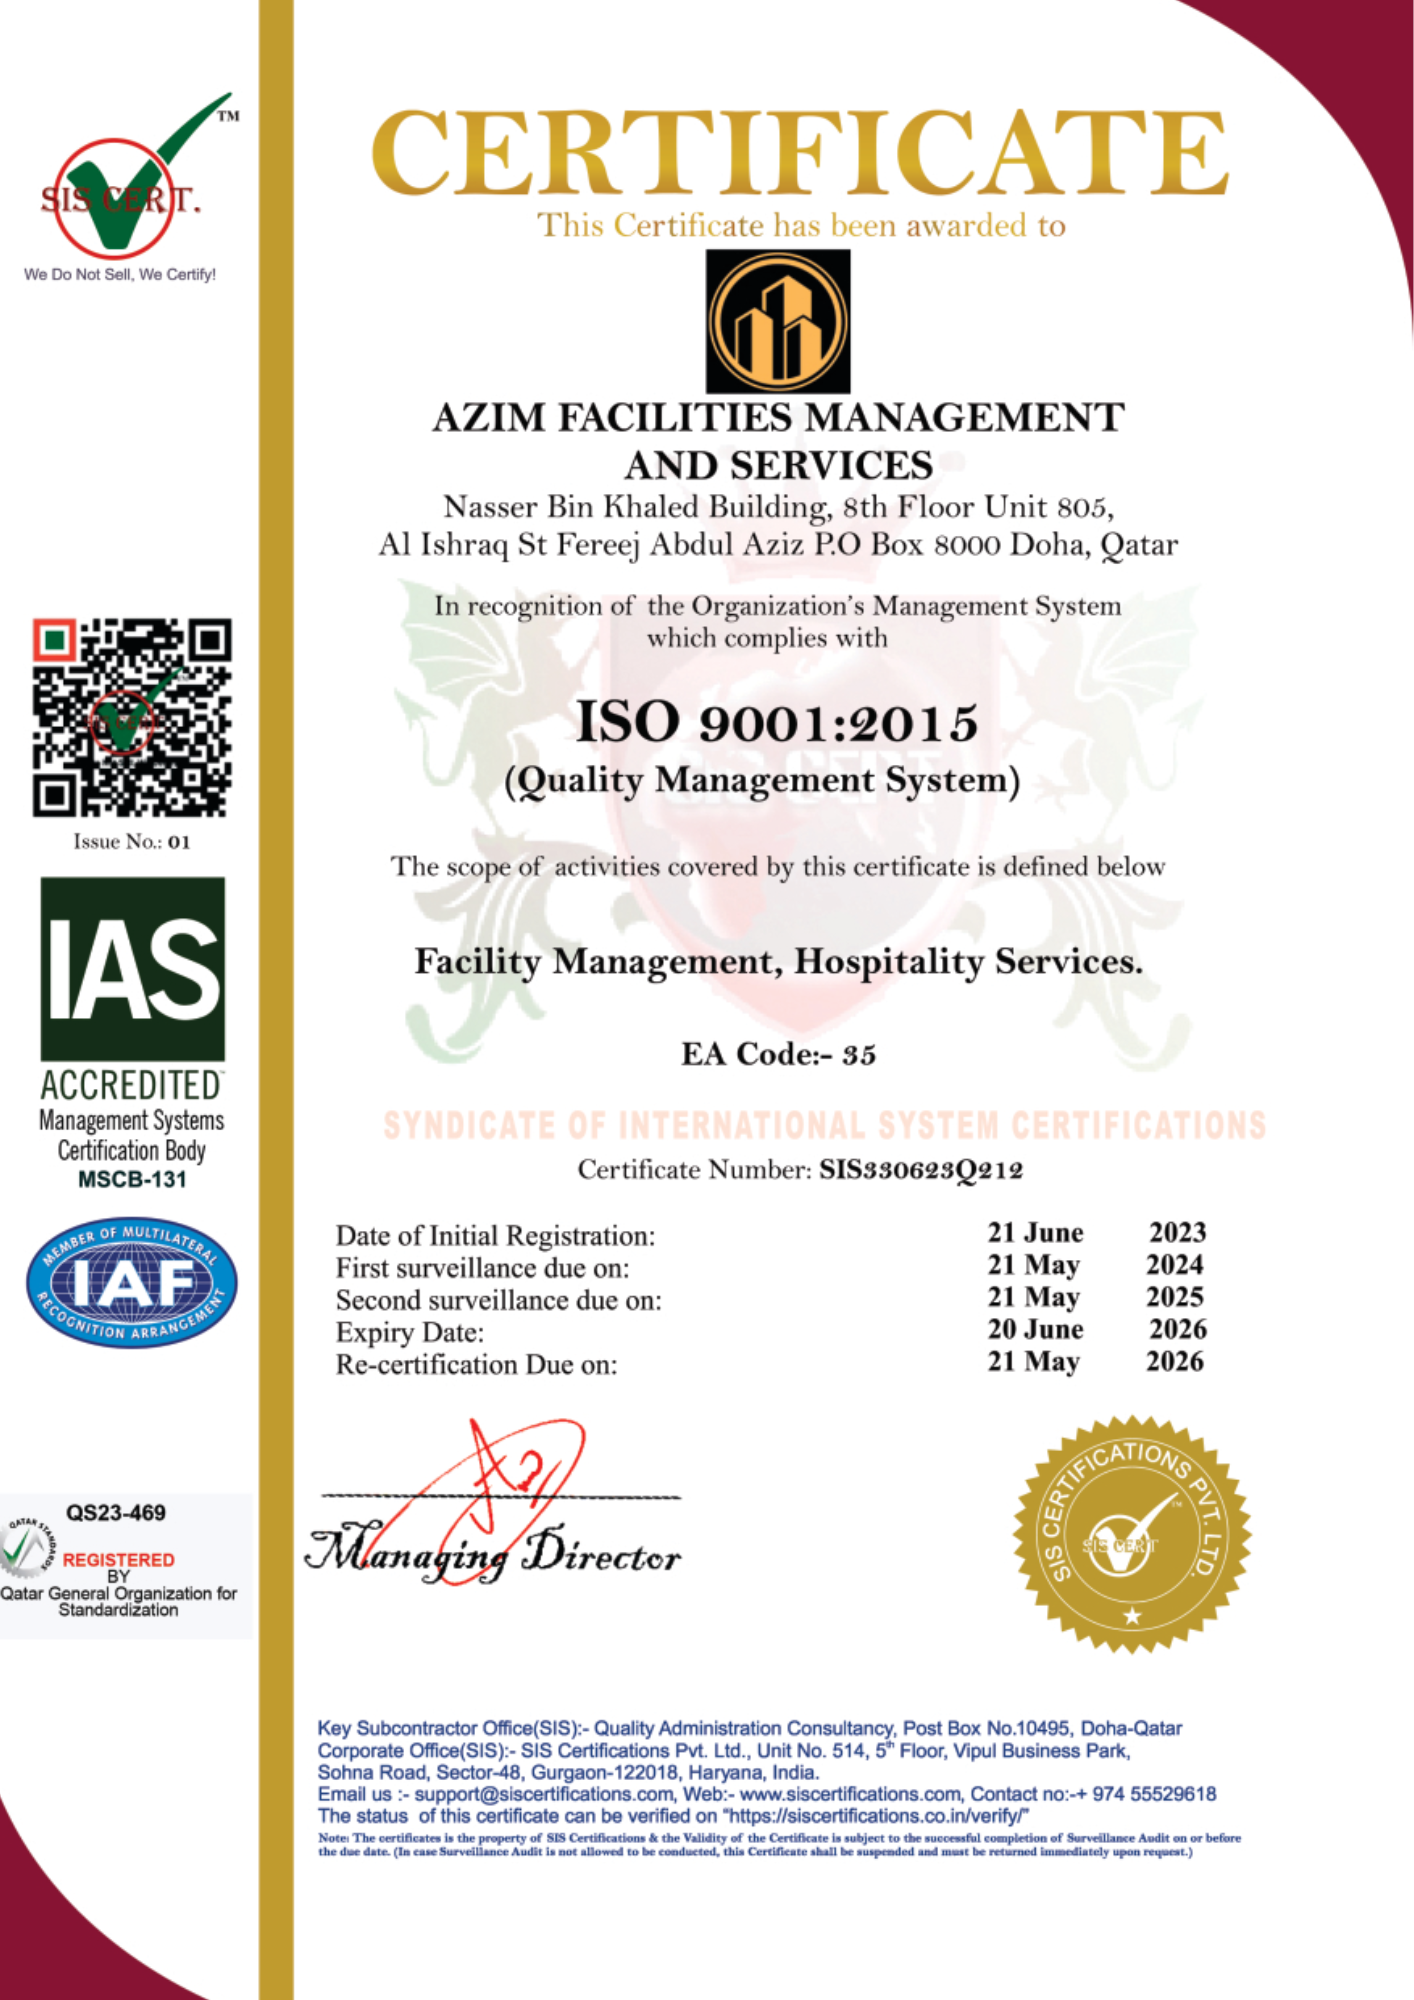 TM
SIS CERT.
We Do Not Sell, We Certify!
CERTIFICATE
This Certificate has been awarded to
AZIM FACILITIES MANAGEMENT
AND SERVICES
Nasser Bin Khaled Building, 8th Floor Unit 805,
Al Ishraq St Fereej Abdul Aziz P.O Box 8000 Doha, Qatar
In recognition of the Organization's Management System
which complies with
ISO 9001:2015
(Quality Management System)
SIS CERT
The scope of activities covered by this certificate is defined below
Facility Management, Hospitality Services.
EA Code:- 35
SYNDICATE OF INTERNATIONAL SYSTEM CERTIFICATIONS
Certificate Number: SIS330623Q212
Date of Initial Registration: 21 June 2023
First surveillance due on: 21 May 2024
Second surveillance due on: 21 May 2025
Expiry Date: 20 June 2026
Re-certification Due on: 21 May 2026
Managing Director
SIS CERTIFICATIONS PVT. LTD.
SIS CERT
SIS CERT
Issue No.: 01
IAS
ACCREDITED
Management Systems
Certification Body
MSCB-131
MEMBER OF MULTILATERAL
IAF
RECOGNITION ARRANGEMENT
QS23-469
QATAR STANDARDS
REGISTERED
BY
Qatar General Organization for
Standardization
Key Subcontractor Office(SIS):- Quality Administration Consultancy, Post Box No.10495, Doha-Qatar
Corporate Office(SIS):- SIS Certifications Pvt. Ltd., Unit No. 514, 5th Floor, Vipul Business Park,
Sohna Road, Sector-48, Gurgaon-122018, Haryana, India.
Email us :- support@siscertifications.com, Web:- www.siscertifications.com, Contact no:-+ 974 55529618
The status of this certificate can be verified on "https://siscertifications.co.in/verify/"
Note: The certificates is the property of SIS Certifications & the Validity of the Certificate is subject to the successful completion of Surveillance Audit on or before
the due date. (In case Surveillance Audit is not allowed to be conducted, this Certificate shall be suspended and must be returned immediately upon request.)